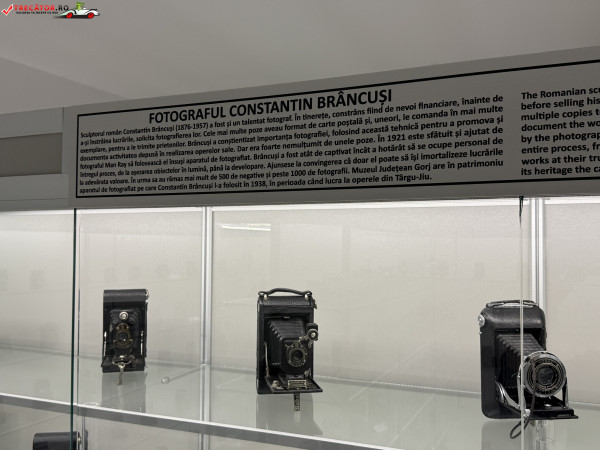 TRECATOR.RO
FOTOGRAFUL CONSTANTIN BRÂNCUȘI
Sculptorul român Constantin Brâncuși (1876-1957) a fost și un talentat fotograf. În tinerețe, constrâns fiind de nevoi financiare, înainte de
a-și înstrăina lucrările, solicita fotografierea lor. Cele mai multe poze aveau format de carte poștală și, uneori, le comanda în mai multe
exemplare, pentru a le trimite prietenilor. Brâncuși a conștientizat importanța fotografiei, folosind această tehnică pentru a promova și
documenta activitatea depusă în realizarea operelor sale. Dar era foarte nemulțumit de unele poze. În 1921 este sfătuit și ajutat de
fotograful Man Ray să folosească el însuși aparatul de fotografiat. Brâncuși a fost atât de captivat încât a hotărât să se ocupe personal de
întregul proces, de la așezarea obiectelor în lumină, până la developare. Ajunsese la convingerea că doar el poate să își imortalizeze lucrările
la adevărata valoare. În urma sa au rămas mai mult de 500 de negative și peste 1000 de fotografii. Muzeul Județean Gorj are în patrimoniu
aparatul de fotografiat pe care Constantin Brâncuși l-a folosit în 1938, în perioada când lucra la operele din Târgu-Jiu.
The Romanian scu
before selling his
multiple copies to
document the wo
by the photograp
entire process, fr
works at their tru
its heritage the ca